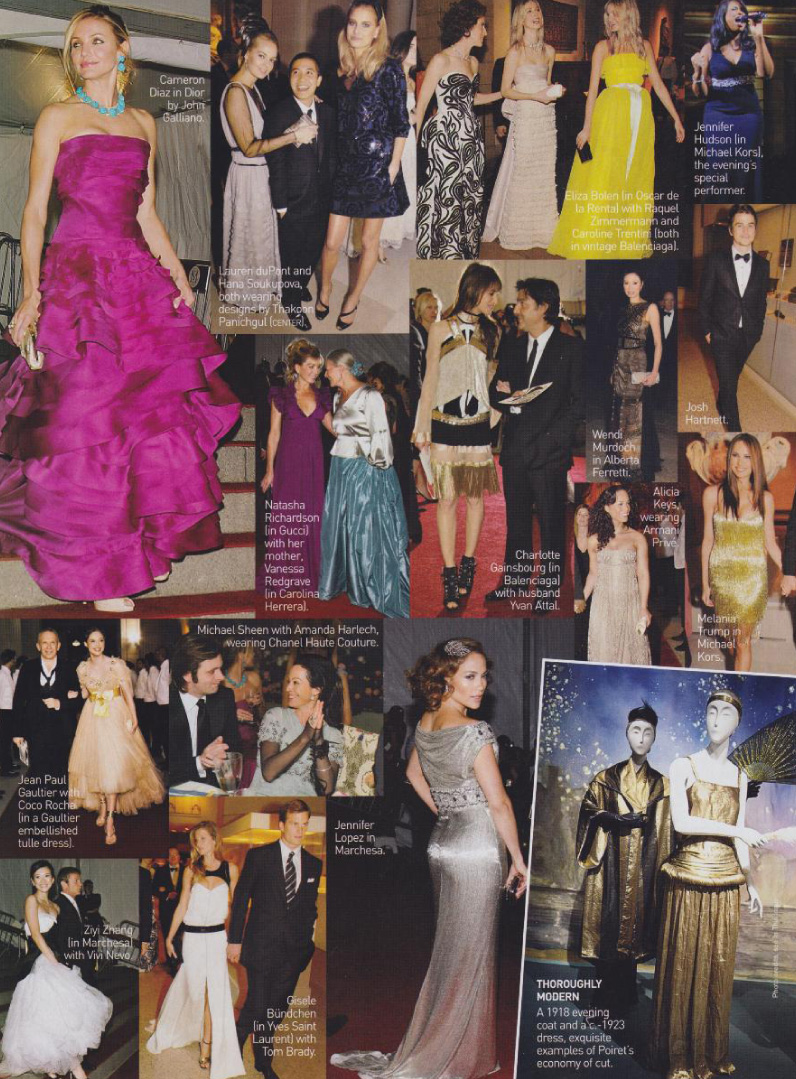 Cameron
Diaz in Dior
by John
Galliano.
Lauren duPont and
Hana Soukupova,
both wearing
designs by Thakoon
Panichgul (CENTER).
Eliza Bolen (in Oscar de
la Renta) with Raquel
Zimmermann and
Caroline Trentini (both
in vintage Balenciaga).
Jennifer
Hudson (in
Michael Kors),
the evening's
special
performer.
Natasha
Richardson
(in Gucci)
with her
mother,
Vanessa
Redgrave
(in Carolina
Herrera).
Charlotte
Gainsbourg (in
Balenciaga)
with husband
Yvan Attal.
Wendi
Murdoch
in Alberta
Ferretti.
Josh
Hartnett.
Alicia
Keys,
wearing
Armani
Privé.
Melania
Trump in
Michael
Kors.
Michael Sheen with Amanda Harlech,
wearing Chanel Haute Couture.
Jean Paul
Gaultier with
Coco Rocha
(in a Gaultier
embellished
tulle dress).
Jennifer
Lopez in
Marchesa.
Ziyi Zhang
(in Marchesa)
with Vivi Nevo.
Gisele
Bündchen
(in Yves Saint
Laurent) with
Tom Brady.
THOROUGHLY
MODERN
A 1918 evening
coat and a c.-1923
dress, exquisite
examples of Poiret's
economy of cut.